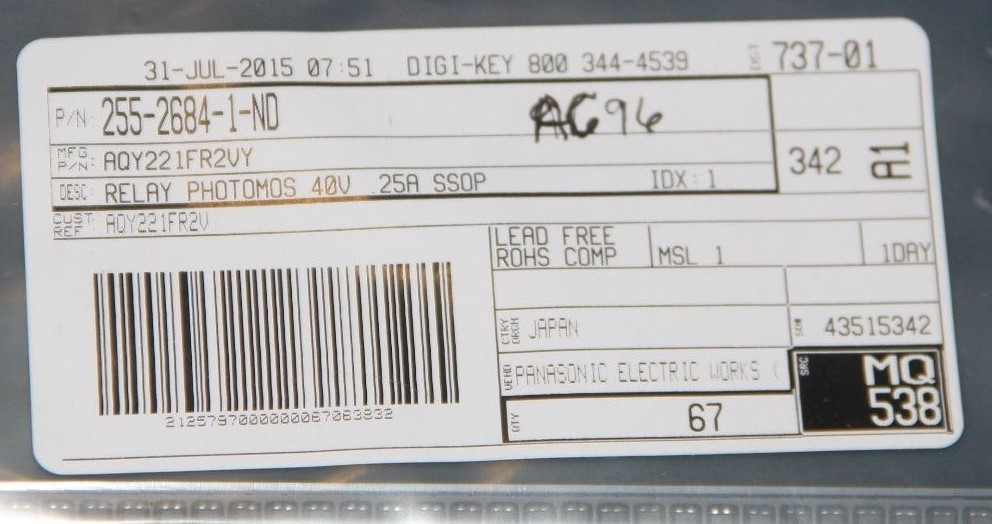 31-JUL-2015 07:51 DIGI-KEY 800 344-4539 737-01
P/N: 255-2684-1-ND AG96
MFG P/N: AQY221FR2VY
342 A1
DESC: RELAY PHOTOMOS 40V .25A SSOP IDX: 1
CUST REF AQY221FR2V
LEAD FREE
ROHS COMP MSL 1 1DAY
CTRY ORGN JAPAN SO# 43515342
VEND PANASONIC ELECTRIC WORKS (
SRC MQ
538
QTY 67